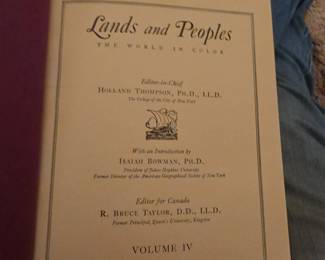 Lands and Peoples
THE WORLD IN COLOR
Editor-in-Chief
HOLLAND THOMPSON, PH.D., LL.D.
The College of the City of New York
With an Introduction by
ISAIAH BOWMAN, PH.D.
President of Johns Hopkins University
Former Director of the American Geographical Society of New York
Editor for Canada
R. BRUCE TAYLOR, D.D., LL.D.
Former Principal, Queen's University, Kingston
VOLUME IV